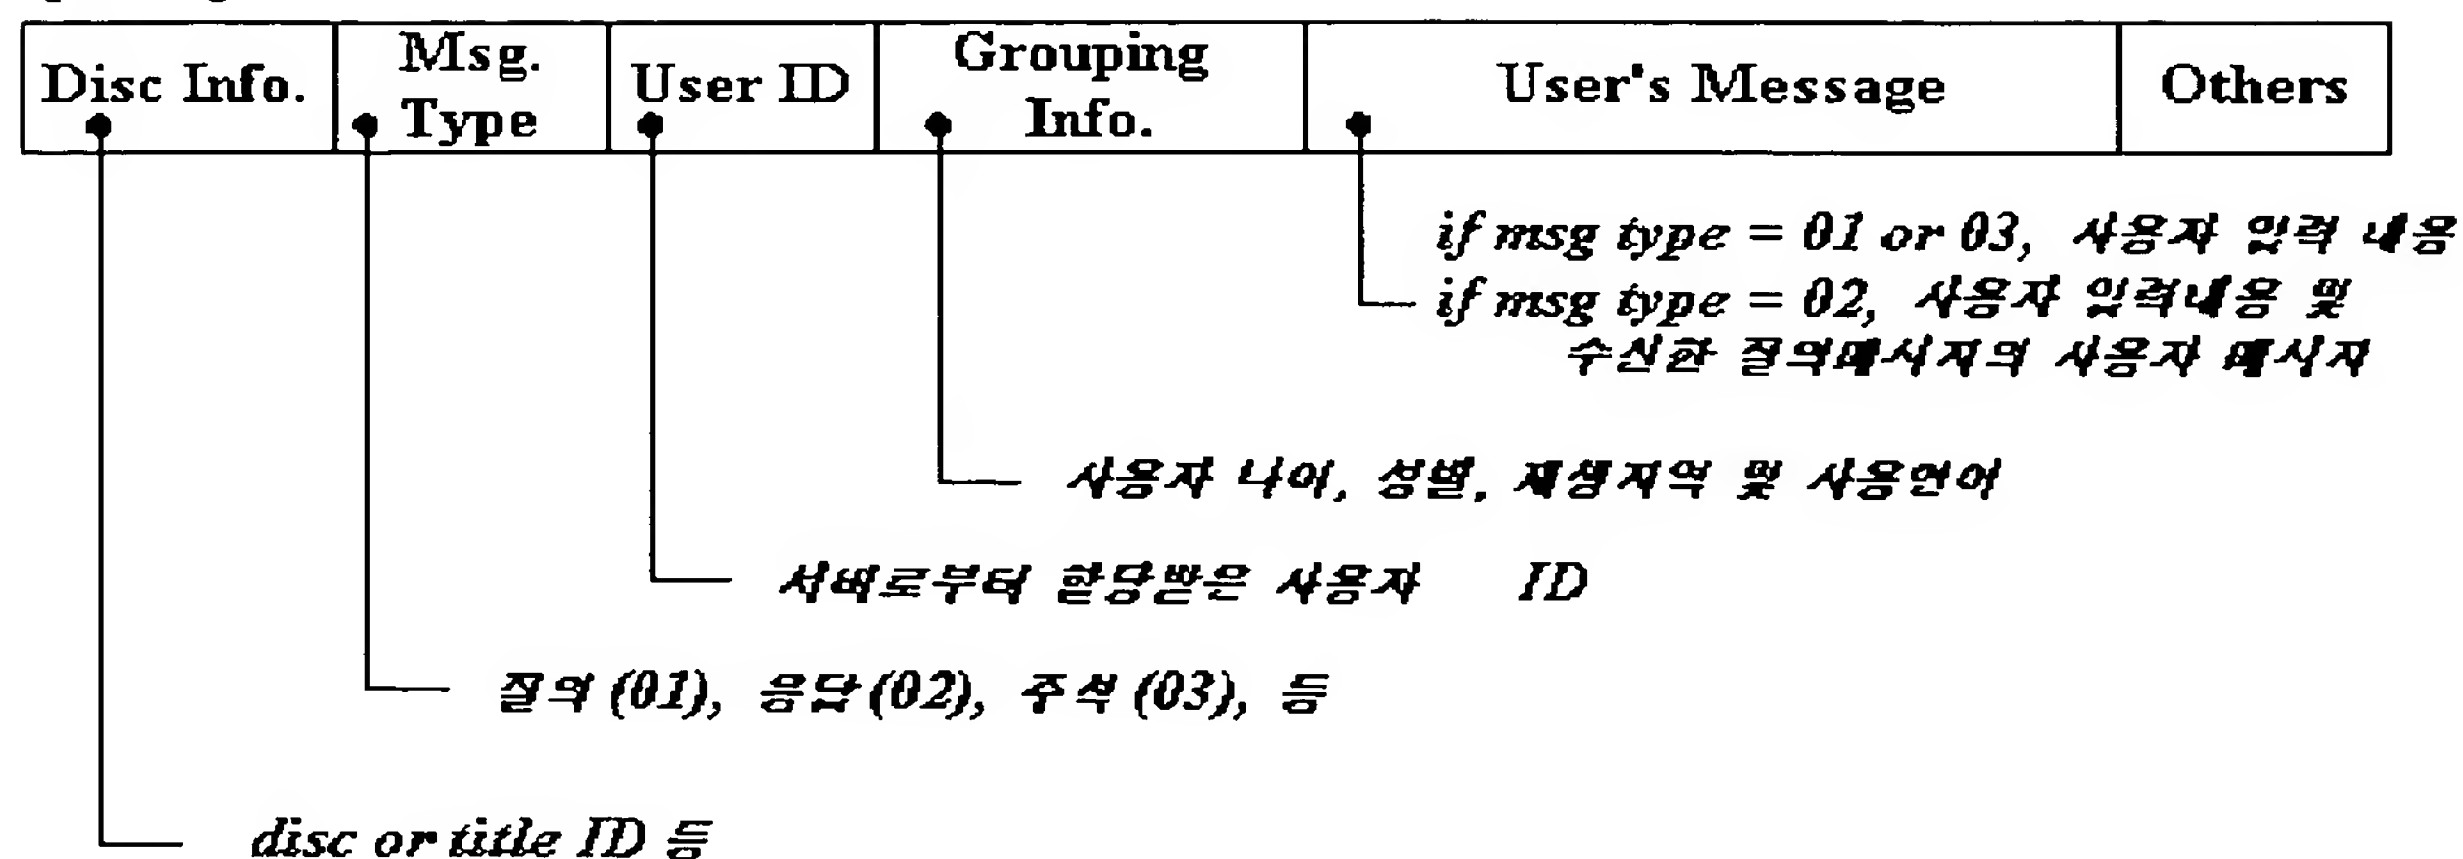 Disc Info.
Msg.
Type
User ID
Grouping
Info.
User's Message
Others
if msg type = 01 or 03, 사용자 입력 내용
if msg type = 02, 사용자 입력내용 및
수신한 질의메시지의 사용자 메시지
사용자 나이, 성별, 재생지역 및 사용언어
서버로부터 할당받은 사용자 ID
질의 (01), 응답 (02), 주석 (03), 등
disc or title ID 등